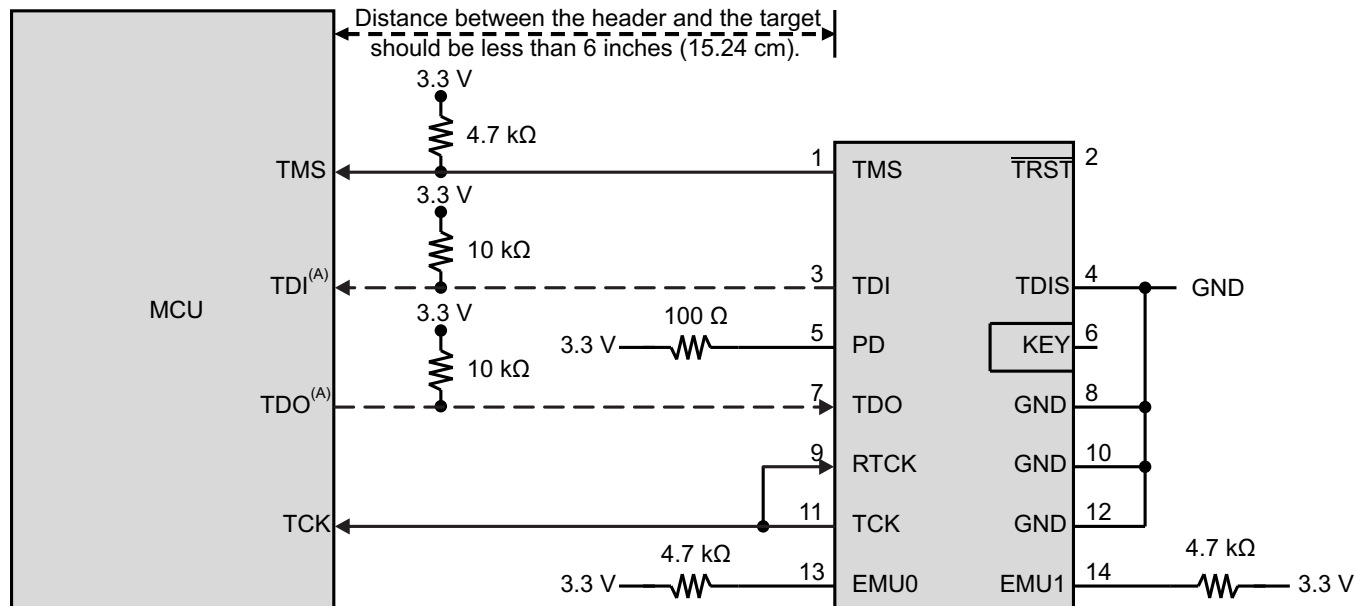 Distance between the header and the target
should be less than 6 inches (15.24 cm).
3.3 V
4.7 kΩ
TMS
1
TMS
TRST
2
3.3 V
10 kΩ
TDI(A)
3
TDI
TDIS
4
GND
MCU
3.3 V
100 Ω
3.3 V
5
PD
KEY
6
10 kΩ
TDO(A)
7
TDO
GND
8
9
RTCK
GND
10
TCK
11
TCK
GND
12
4.7 kΩ
3.3 V
13
EMU0
EMU1
14
4.7 kΩ
3.3 V